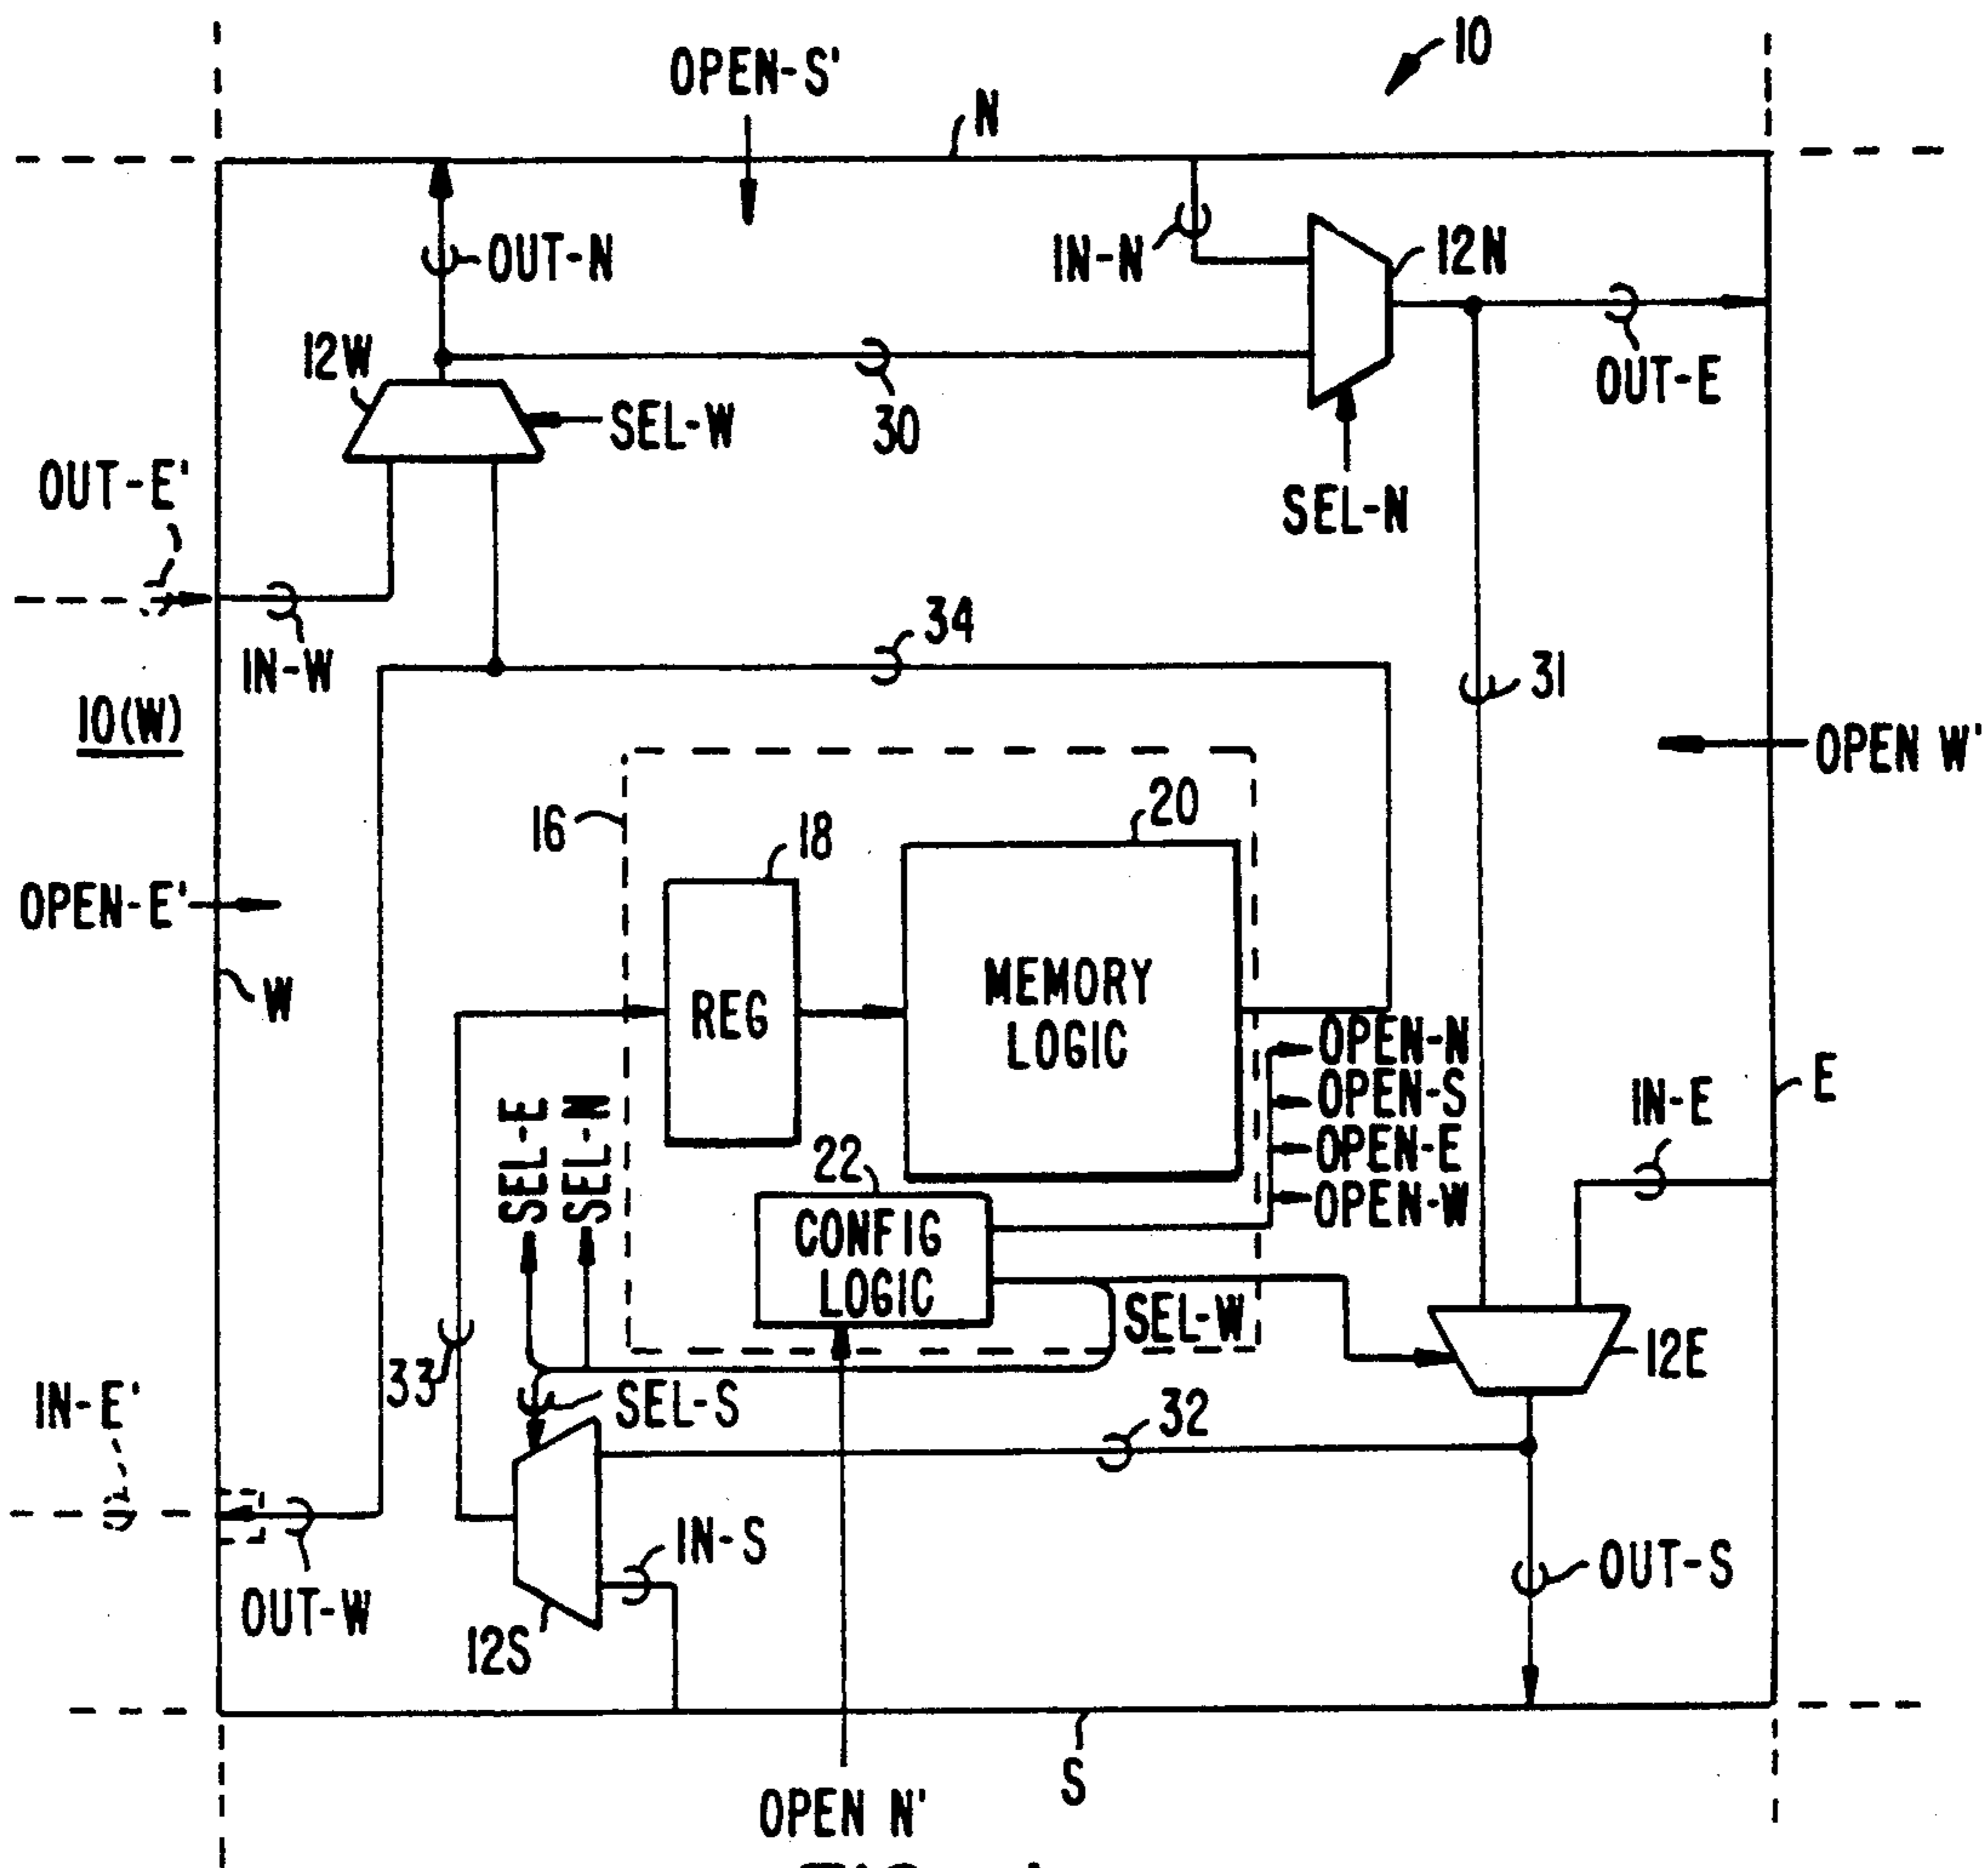 10
OPEN-S'
N
OUT-N
IN-N
12N
12W
OUT-E
SEL-W
30
OUT-E'
SEL-N
34
IN-W
31
10(W)
OPEN W'
20
16
18
OPEN-E'
W
REG
MEMORY
LOGIC
OPEN-N
OPEN-S
OPEN-E
OPEN-W
E
IN-E
SEL-E
SEL-N
22
CONFIG
LOGIC
SEL-W
12E
33
IN-E'
SEL-S
32
IN-S
OUT-S
OUT-W
12S
S
OPEN N'